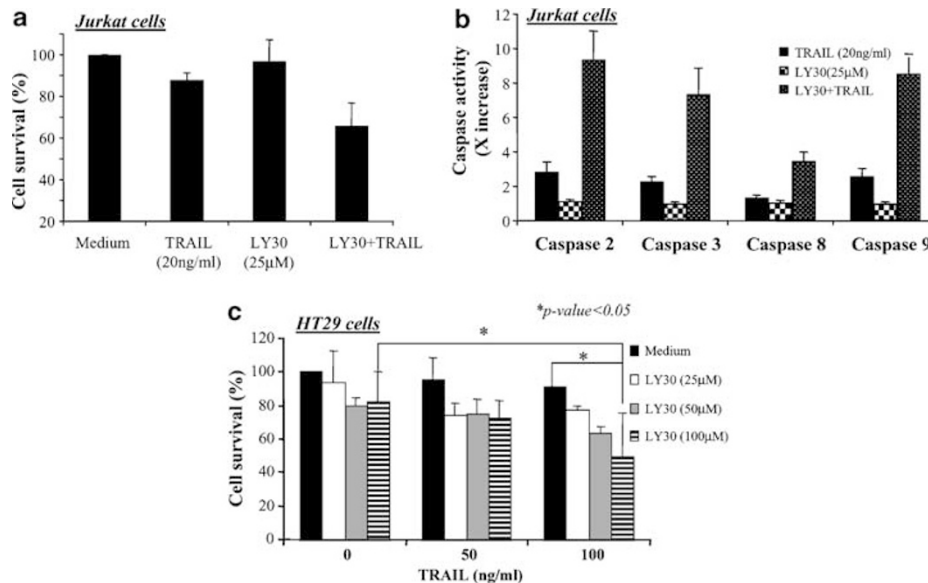 a
Jurkat cells
Cell survival (%)
100
80
60
40
20
Medium TRAIL LY30 LY30+TRAIL
(20ng/ml) (25µM)
b
Jurkat cells
Caspase activity
(X increase)
12
10
8
6
4
2
0
TRAIL (20ng/ml)
LY30(25µM)
LY30+TRAIL
Caspase 2 Caspase 3 Caspase 8 Caspase 9
c
HT29 cells
*p-value<0.05
*
*
Cell survival (%)
120
100
80
60
40
20
0
Medium
LY30 (25µM)
LY30 (50µM)
LY30 (100µM)
0 50 100
TRAIL (ng/ml)